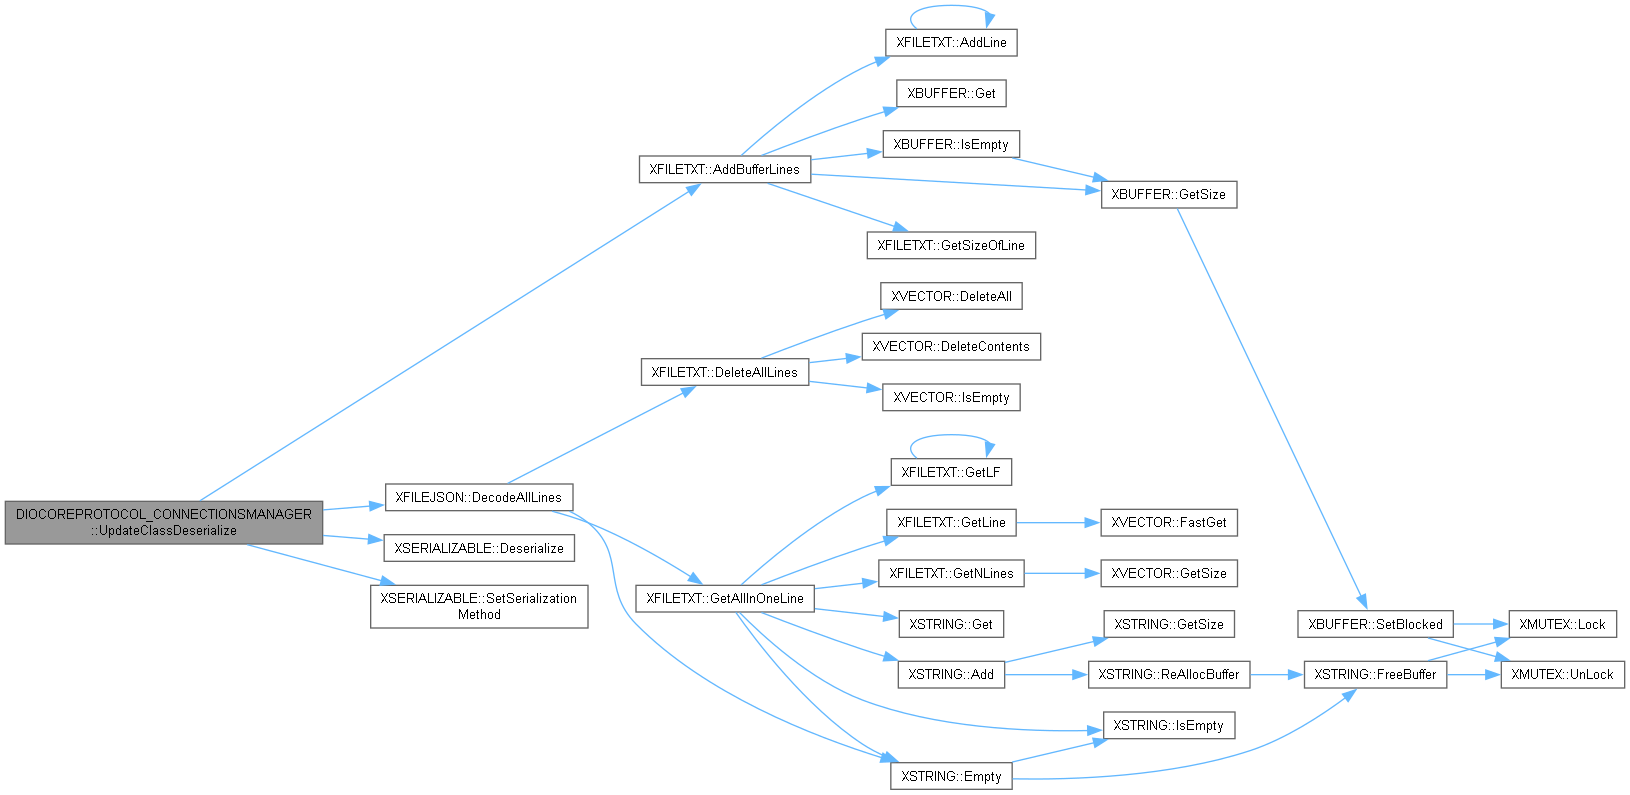 XFILETXT::AddLine
XBUFFER::Get
XBUFFER::IsEmpty
XFILETXT::AddBufferLines
XBUFFER::GetSize
XFILETXT::GetSizeOfLine
XVECTOR::DeleteAll
XVECTOR::DeleteContents
XFILETXT::DeleteAllLines
XVECTOR::IsEmpty
XFILETXT::GetLF
XFILEJSON::DecodeAllLines
DIOCOREPROTOCOL_CONNECTIONSMANAGER
::UpdateClassDeserialize
XFILETXT::GetLine
XVECTOR::FastGet
XSERIALIZABLE::Deserialize
XFILETXT::GetNLines
XVECTOR::GetSize
XSERIALIZABLE::SetSerialization
Method
XFILETXT::GetAllInOneLine
XSTRING::Get
XSTRING::GetSize
XBUFFER::SetBlocked
XMUTEX::Lock
XSTRING::Add
XSTRING::ReAllocBuffer
XSTRING::FreeBuffer
XMUTEX::UnLock
XSTRING::IsEmpty
XSTRING::Empty